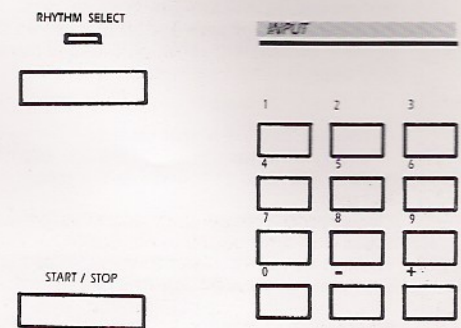 RHYTHM SELECT
INPUT
1 2 3
4 5 6
7 8 9
0 - +
START / STOP